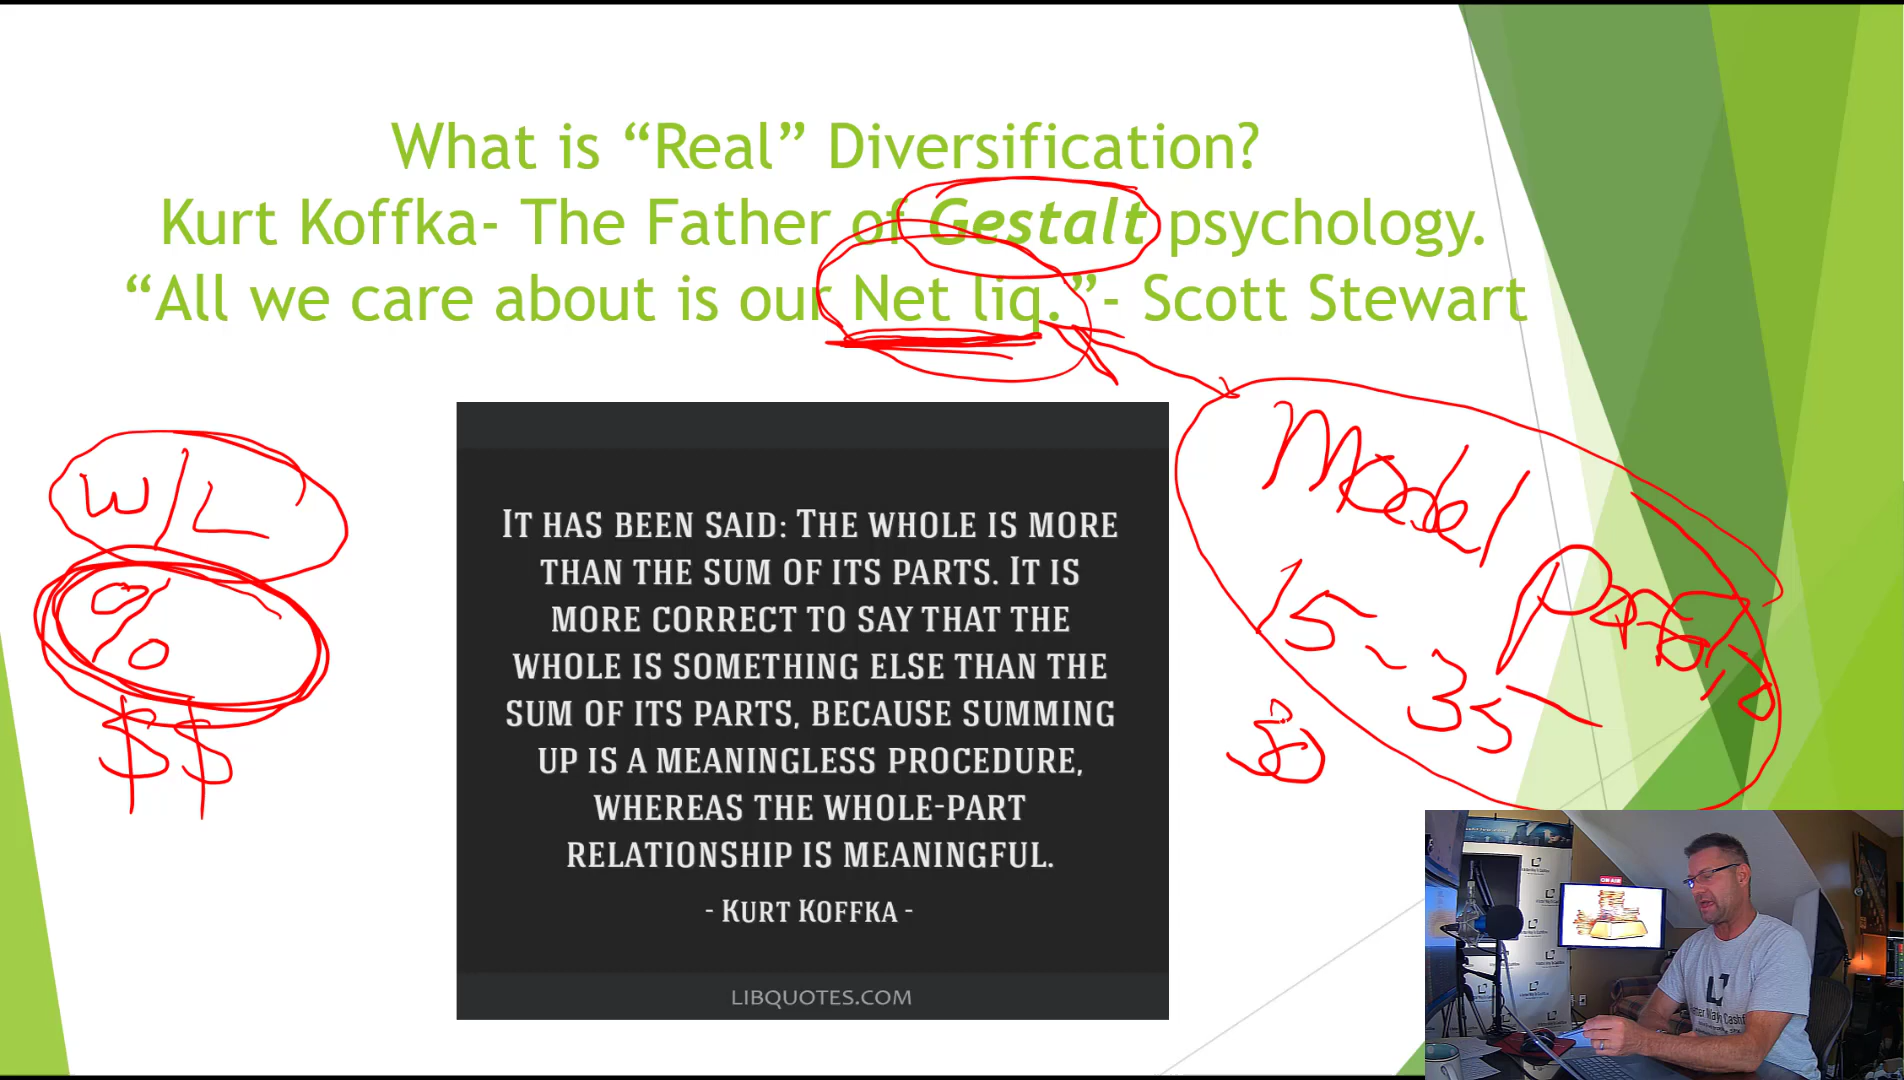 What is “Real” Diversification?
Kurt Koffka- The Father of Gestalt psychology.
“All we care about is our Net liq.”- Scott Stewart
W/L
%
$$
IT HAS BEEN SAID: THE WHOLE IS MORE
THAN THE SUM OF ITS PARTS. IT IS
MORE CORRECT TO SAY THAT THE
WHOLE IS SOMETHING ELSE THAN THE
SUM OF ITS PARTS, BECAUSE SUMMING
UP IS A MEANINGLESS PROCEDURE,
WHEREAS THE WHOLE-PART
RELATIONSHIP IS MEANINGFUL.
- KURT KOFFKA -
LIBQUOTES.COM
Model
15-35
ON AIR